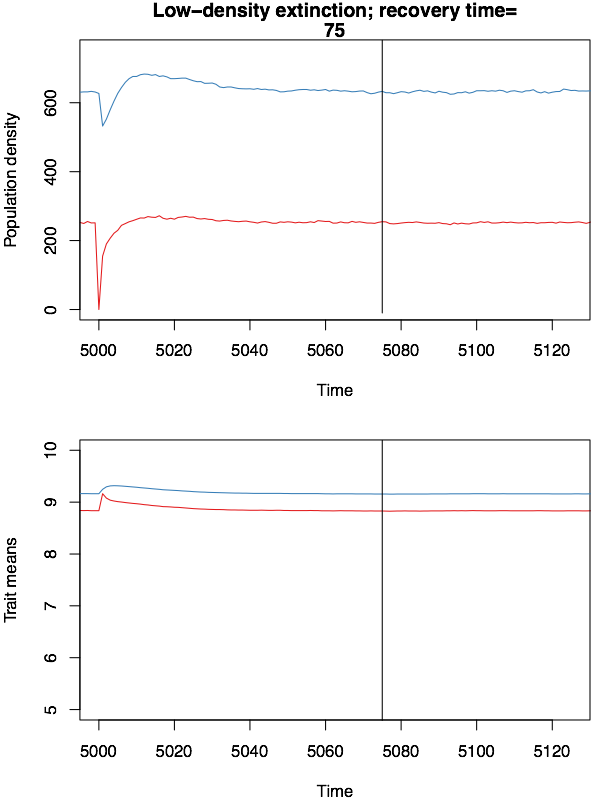 Low−density extinction; recovery time=
75
Population density
600
400
200
0
5000 5020 5040 5060 5080 5100 5120
Time
Trait means
10
9
8
7
6
5
5000 5020 5040 5060 5080 5100 5120
Time